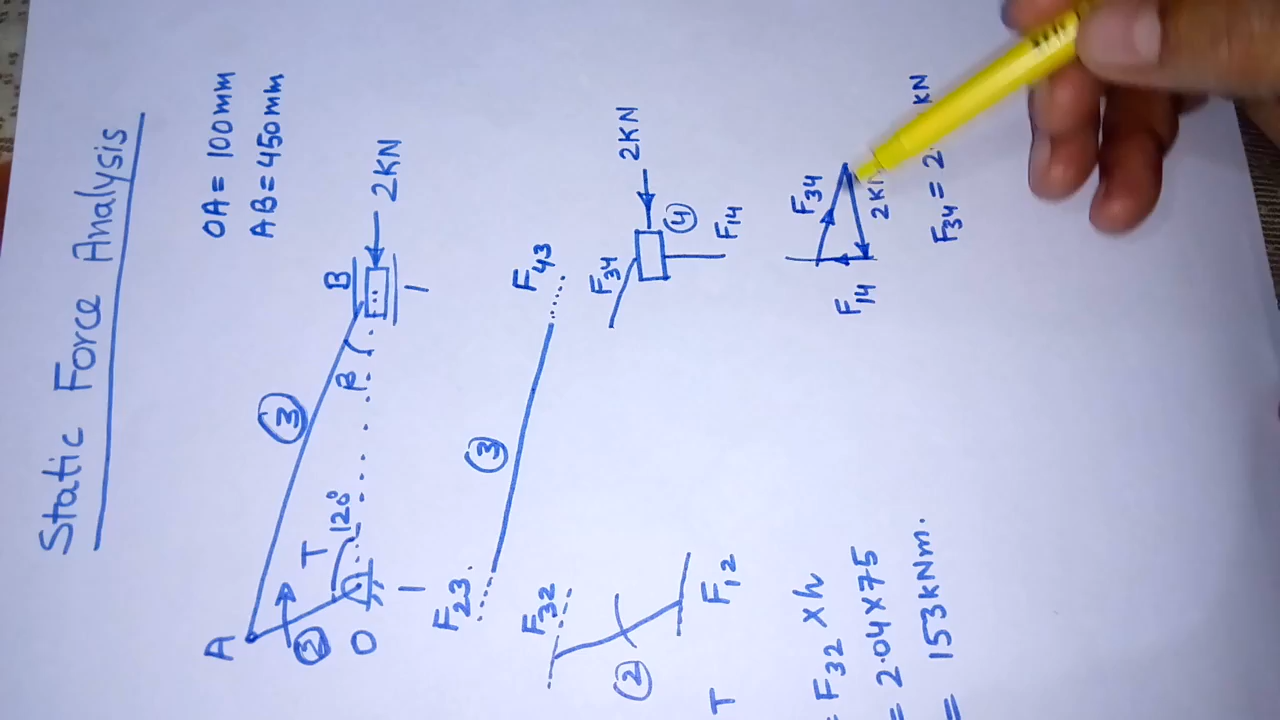 Static Force Analysis
OA = 100mm
AB = 450mm
A
3
B
2KN
β
120°
T
2
O
1
1
F23
3
F43
F32
2
F12
F34
2KN
4
F14
F34
2KN
F14
F34 = 2. KN
T = F32 × h
= 2.04 × 75
= 153 KNm.